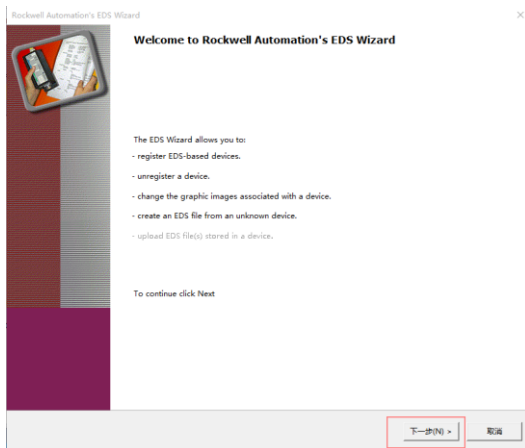 Rockwell Automation's EDS Wizard
Welcome to Rockwell Automation's EDS Wizard
The EDS Wizard allows you to:
- register EDS-based devices.
- unregister a device.
- change the graphic images associated with a device.
- create an EDS file from an unknown device.
- upload EDS file(s) stored in a device.
To continue click Next
下一步(N) >
取消